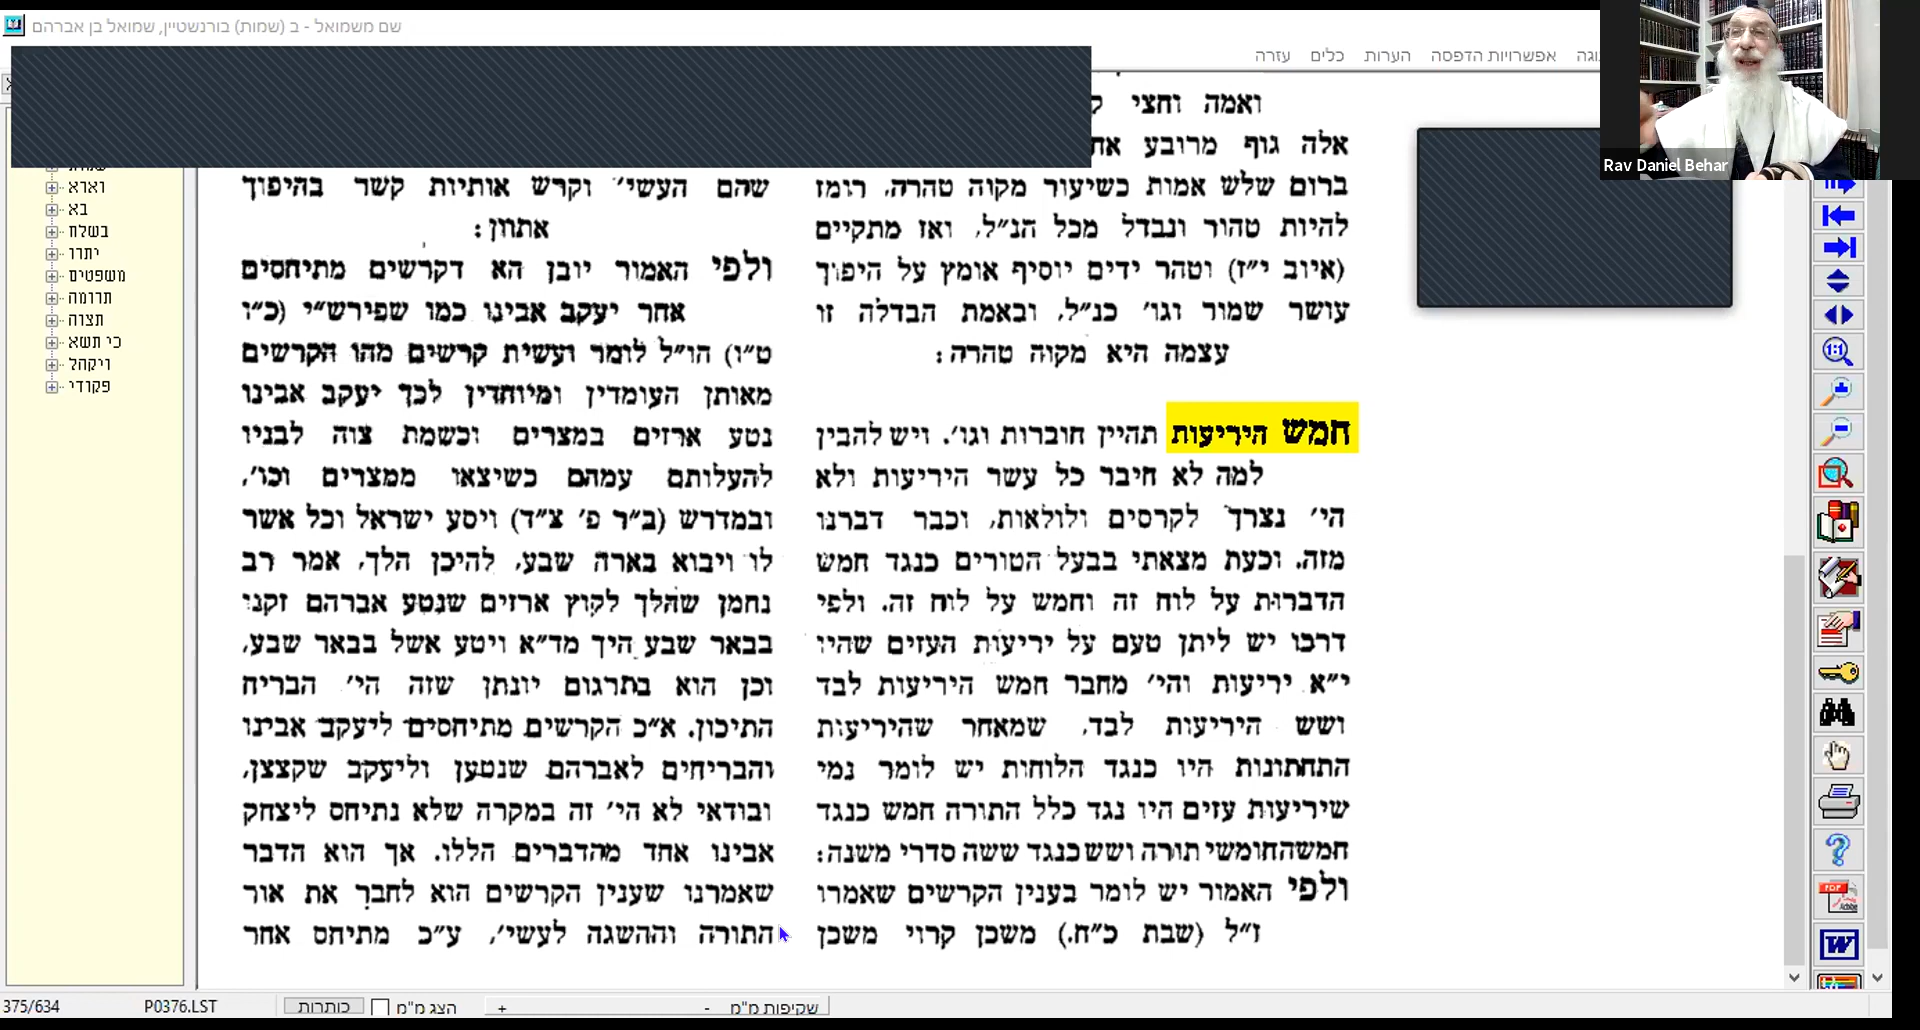 שם משמואל - ב (שמות) בורנשטיין, שמואל בן אברהם
אפשרויות הדפסה הערות כלים עזרה
Rav Daniel Behar
וארא
בא
בשלח
יתרו
משפטים
תרומה
תצוה
כי תשא
ויקהל
פקודי
ואמה וחצי
אלה גוף מרובע
ברום שלש אמות כשיעור מקוה טהרה, רומז
להיות טהור ונבדל מכל הנ״ל, ואז מתקיים
(איוב י״ז) וטהר ידים יוסיף אומץ על היפוך
עושר שמור וגו׳ כנ״ל, ובאמת הבדלה זו
עצמה היא מקוה טהרה:
חמש היריעות תהיין חוברות וגו׳. ויש להבין
למה לא חיבר כל עשר היריעות ולא
הי׳ נצרך לקרסים ולולאות, וכבר דברנו
מזה. וכעת מצאתי בבעל הטורים כנגד חמש
הדברות על לוח זה וחמש על לוח זה. ולפי
דרכו יש ליתן טעם על יריעות העזים שהיו
י״א יריעות והי׳ מחבר חמש היריעות לבד
ושש היריעות לבד, שמאחר שהיריעות
התחתונות היו כנגד הלוחות יש לומר נמי
שיריעות עזים היו נגד כלל התורה חמש כנגד
חמשה חומשי תורה ושש כנגד ששה סדרי משנה:
ולפי האמור יש לומר בענין הקרשים שאמרו
ז״ל (שבת כ״ח.) משכן קרוי משכן
שהם העשי׳ וקרש אותיות קשר בהיפוך
אתוון:
ולפי האמור יובן הא דקרשים מתיחסים
אחר יעקב אבינו כמו שפירש״י (כ״ו
ט״ו) הו״ל לומר ועשית קרשים מהו הקרשים
מאותן העומדין ומיוחדין לכך יעקב אבינו
נטע ארזים במצרים וכשמת צוה לבניו
להעלותם עמהם כשיצאו ממצרים וכו׳,
ובמדרש (ב״ר פ׳ צ״ד) ויסע ישראל וכל אשר
לו ויבוא בארה שבע, להיכן הלך, אמר רב
נחמן שהלך לקוץ ארזים שנטע אברהם זקנו
בבאר שבע היך מד״א ויטע אשל בבאר שבע,
וכן הוא בתרגום יונתן שזה הי׳ הבריח
התיכון. א״כ הקרשים מתיחסים ליעקב אבינו
והבריחים לאברהם שנטען וליעקב שקצצן,
ובודאי לא הי׳ זה במקרה שלא נתיחס ליצחק
אבינו אחד מהדברים הללו. אך הוא הדבר
שאמרנו שענין הקרשים הוא לחבר את אור
התורה וההשגה לעשי׳, ע״כ מתיחס אחר
1:1
PDF
Adobe
W
375/634 P0376.LST כותרות הצג מ"מ + - שקיפות מ"מ